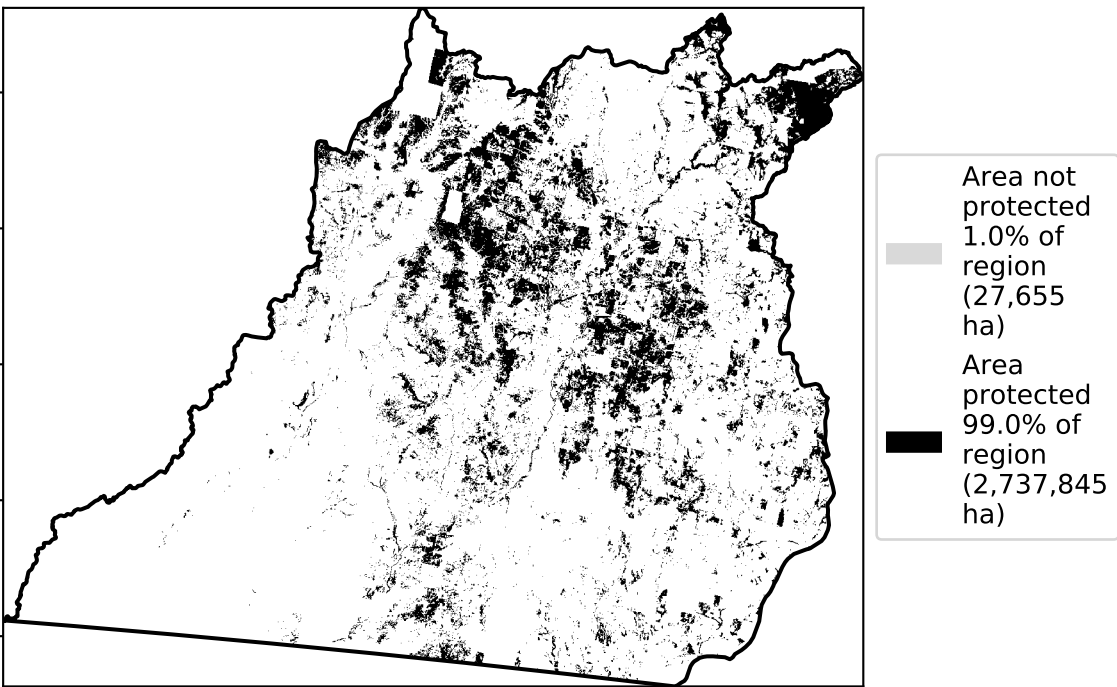 Area not
protected
1.0% of
region
(27,655
ha)
Area
protected
99.0% of
region
(2,737,845
ha)